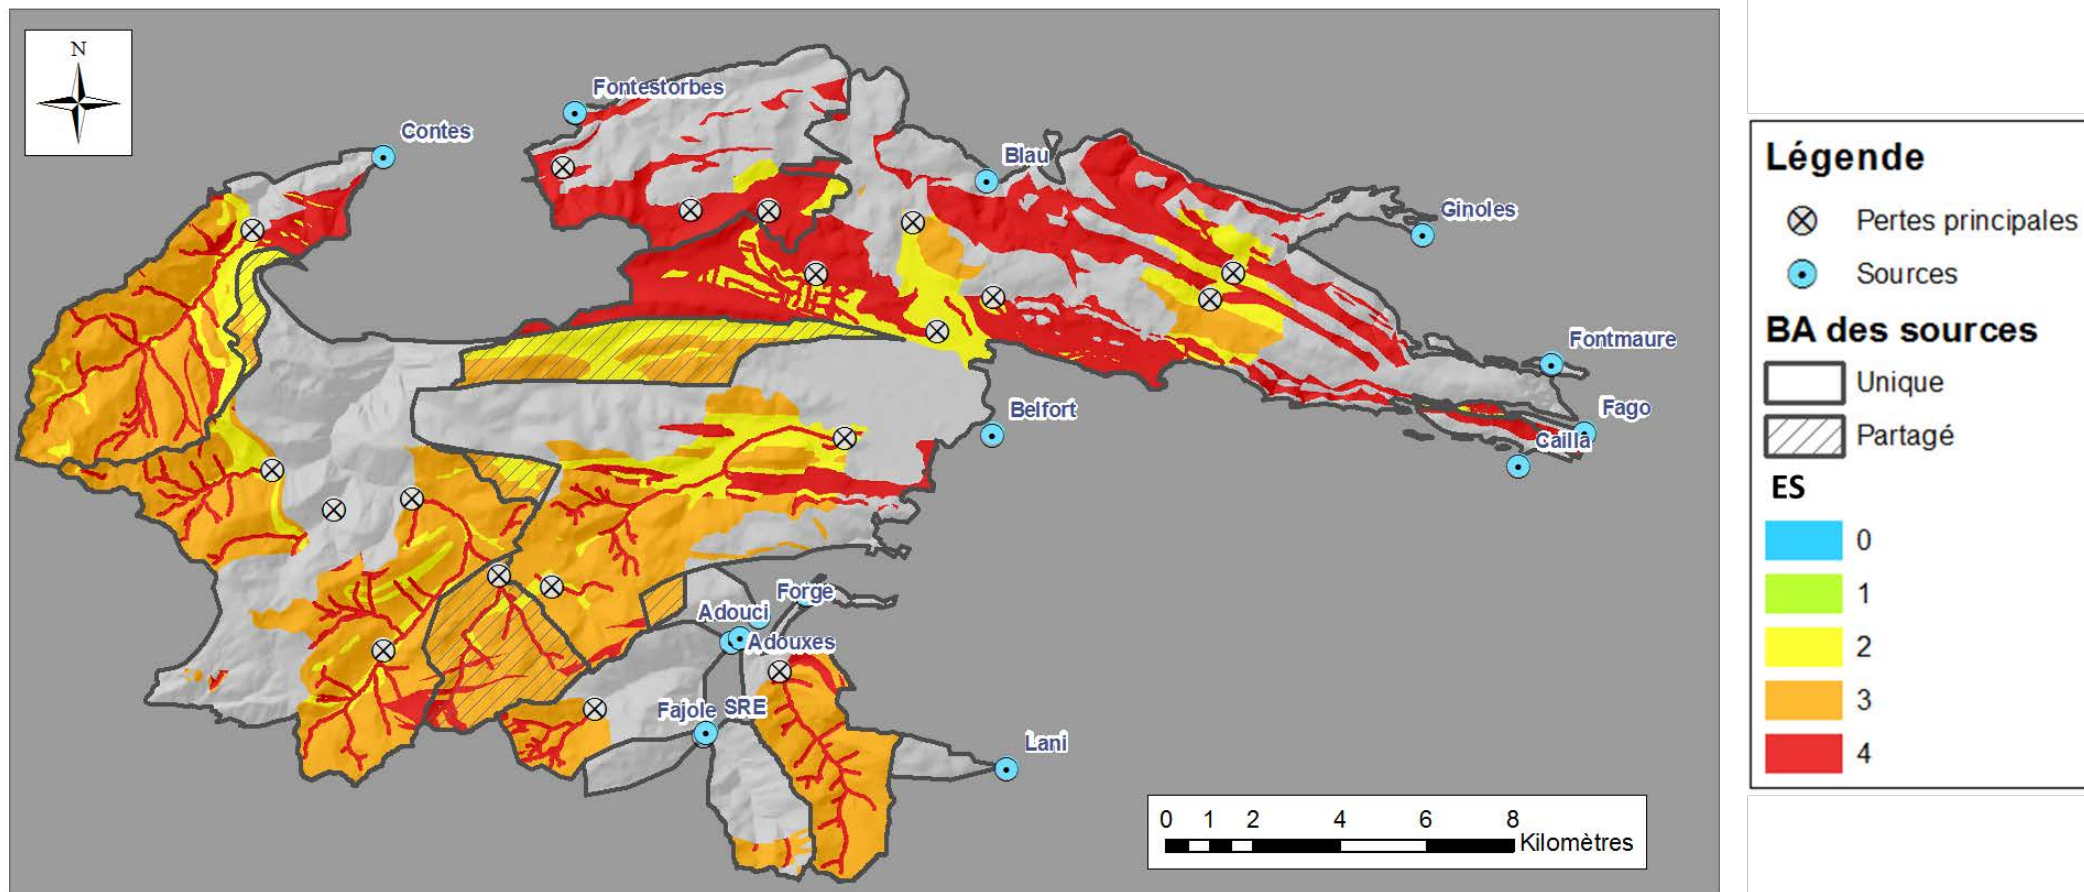 N
Fontestorbes
Contes
Blau
Ginoles
Fontmaure
Fago
Belfort
Cailla
Forge
Adouci
Adouxes
Fajole SRE
Lani
0 1 2 4 6 8
Kilomètres
Légende
Pertes principales
Sources
BA des sources
Unique
Partagé
ES
0
1
2
3
4